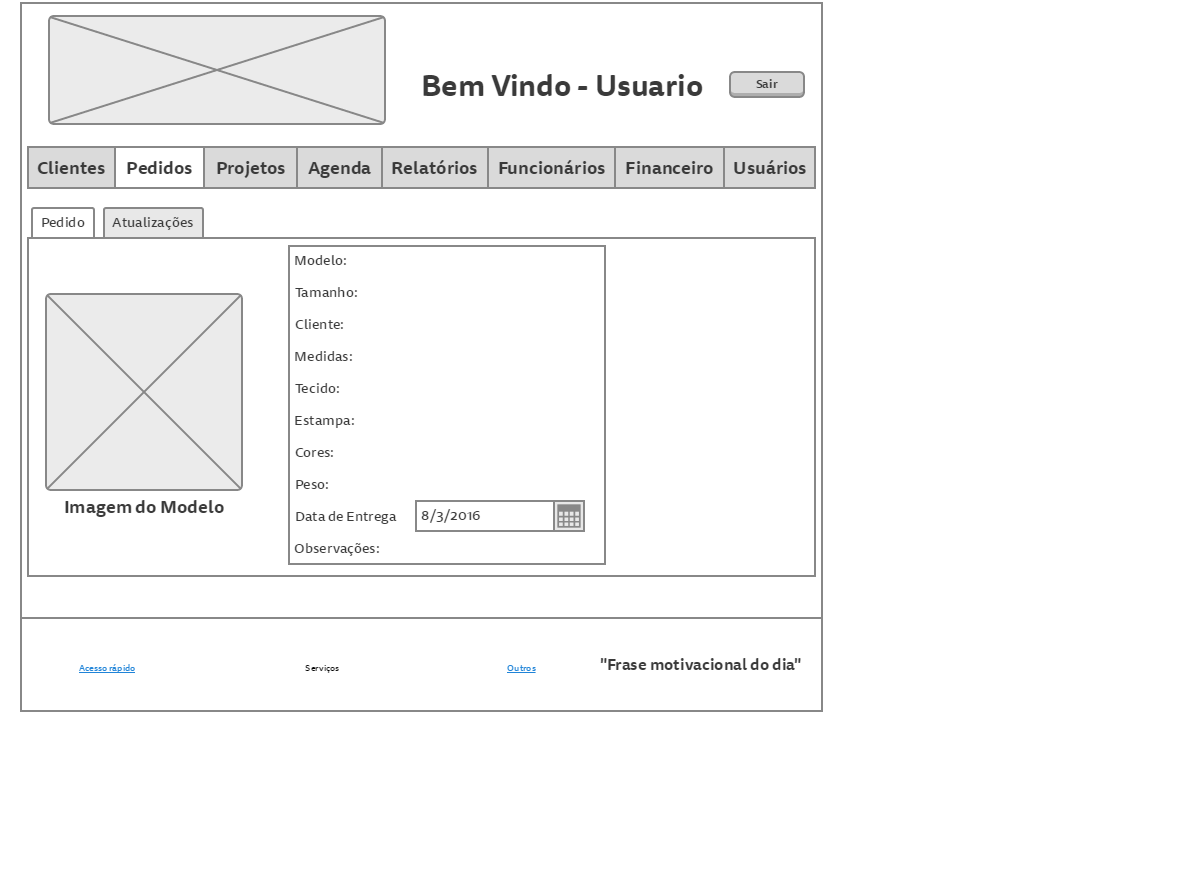 Bem Vindo - Usuario
Sair
Clientes Pedidos Projetos Agenda Relatórios Funcionários Financeiro Usuários
Pedido Atualizações
Modelo:
Tamanho:
Cliente:
Medidas:
Tecido:
Estampa:
Cores:
Peso:
Imagem do Modelo
Data de Entrega 8/3/2016
Observações:
Acesso rápido Serviços Outros "Frase motivacional do dia"